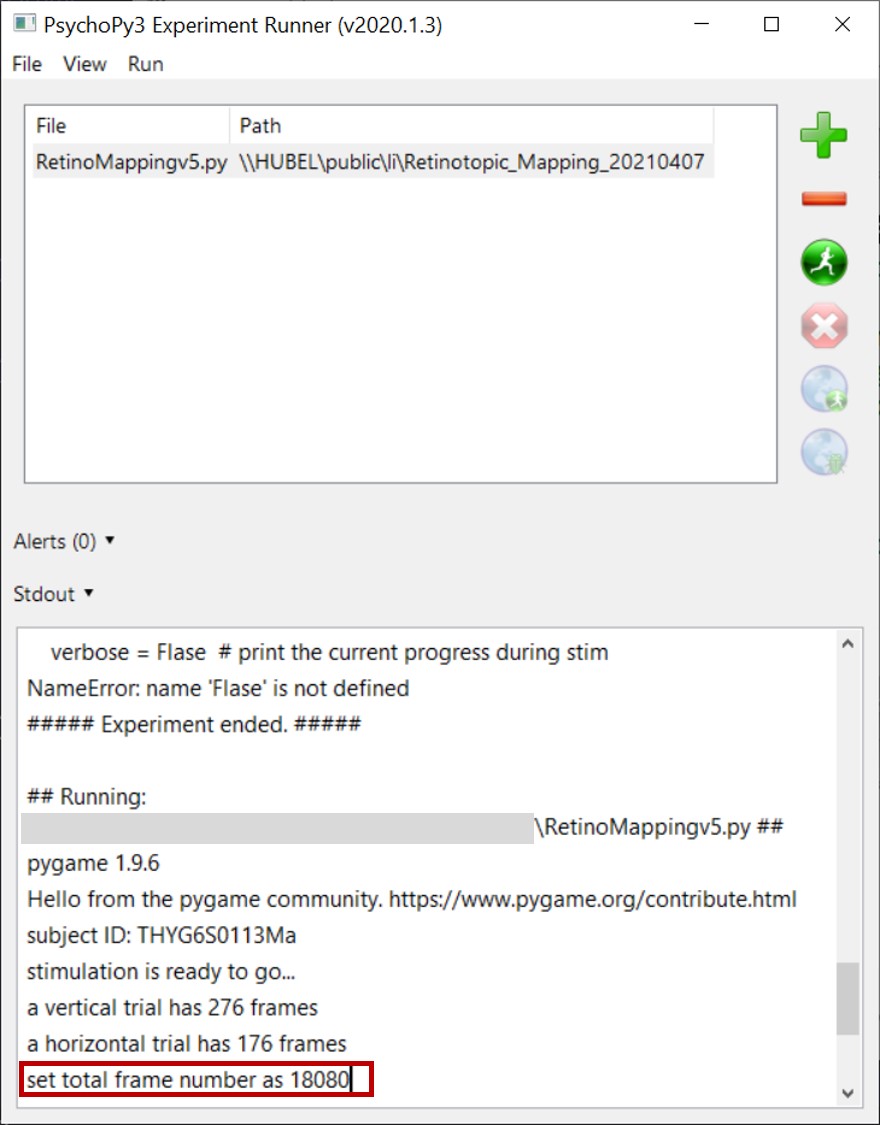 PsychoPy3 Experiment Runner (v2020.1.3)
File View Run
File Path
RetinoMappingv5.py \\HUBEL\public\li\Retinotopic_Mapping_20210407
Alerts (0)
Stdout
verbose = Flase # print the current progress during stim
NameError: name 'Flase' is not defined
##### Experiment ended. #####
## Running:
\RetinoMappingv5.py ##
pygame 1.9.6
Hello from the pygame community. https://www.pygame.org/contribute.html
subject ID: THYG6S0113Ma
stimulation is ready to go...
a vertical trial has 276 frames
a horizontal trial has 176 frames
set total frame number as 18080